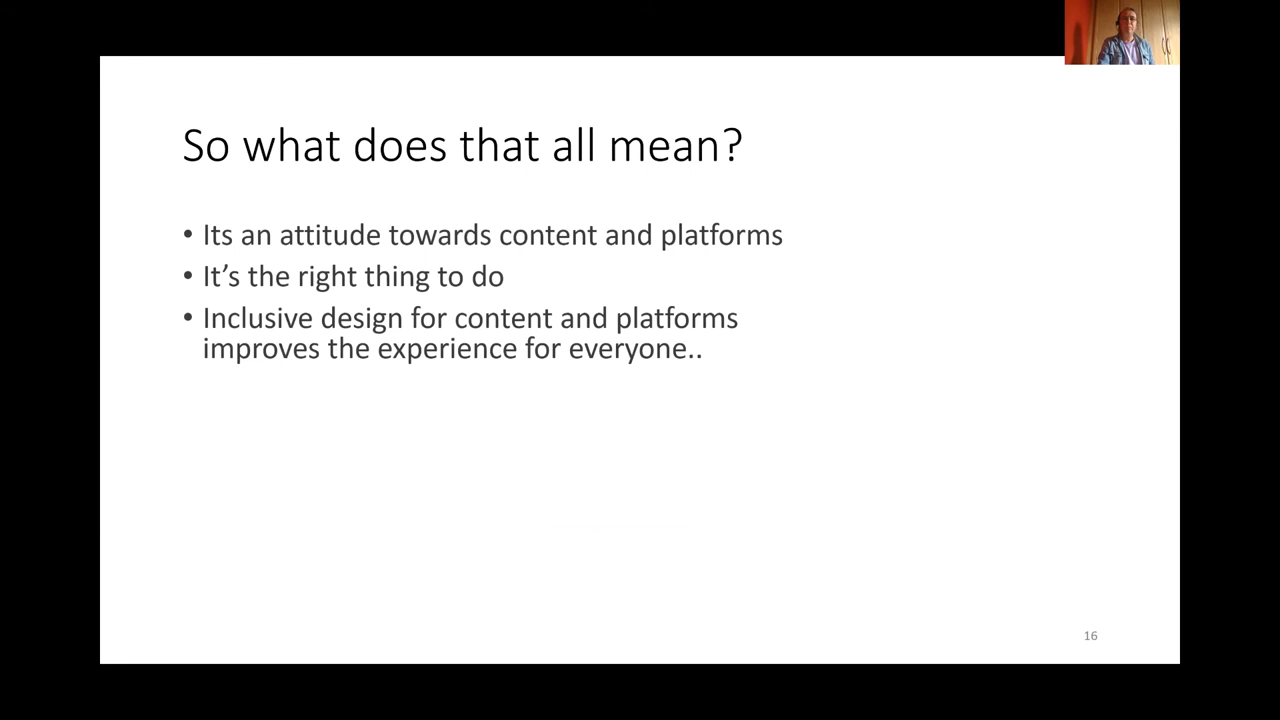 So what does that all mean?
• Its an attitude towards content and platforms
• It’s the right thing to do
• Inclusive design for content and platforms
improves the experience for everyone..
16